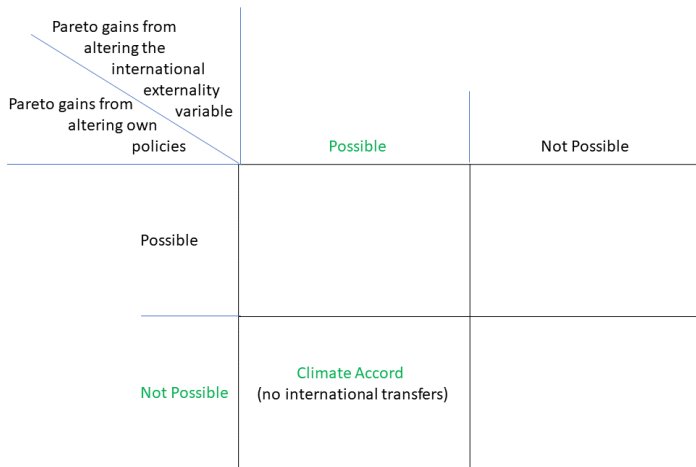 Pareto gains from
altering the
international
externality
variable
Pareto gains from
altering own
policies
Possible
Not Possible
Possible
Not Possible
Climate Accord
(no international transfers)